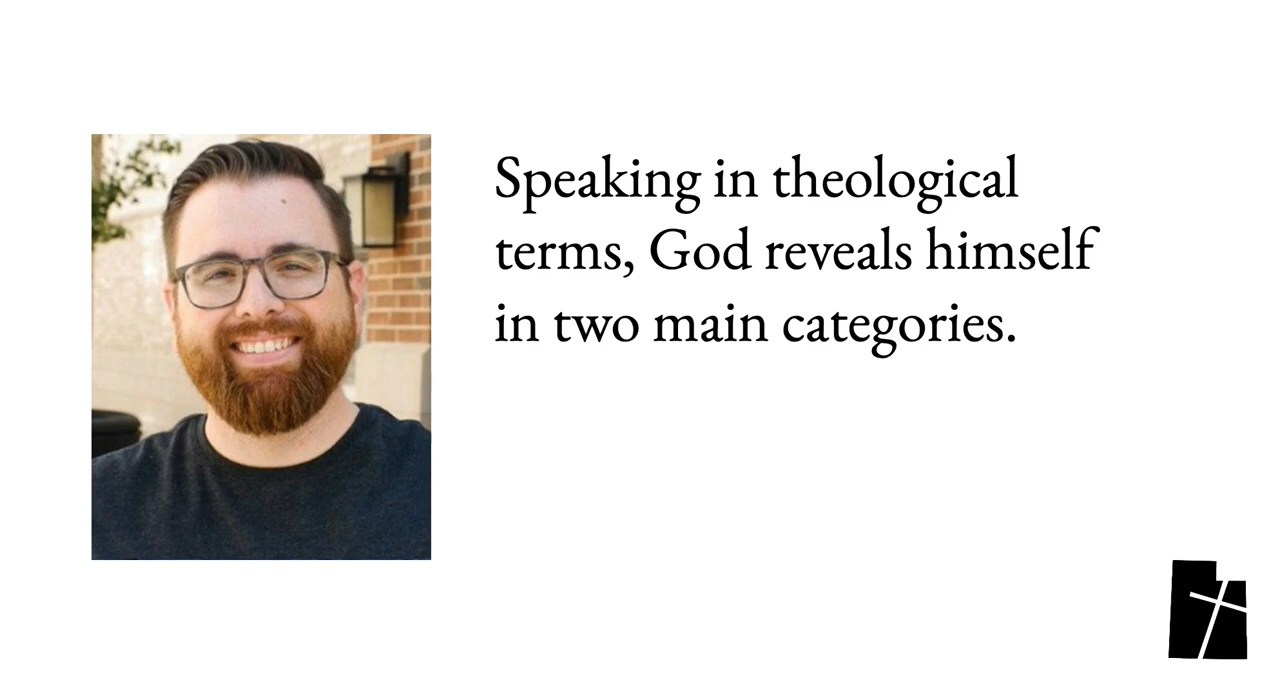 Speaking in theological
terms, God reveals himself
in two main categories.